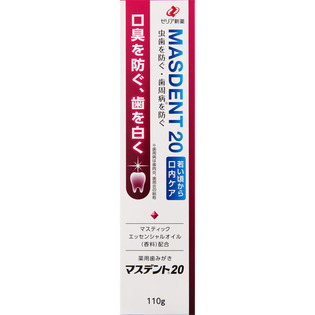 ゼリア新薬
口臭を防ぐ、歯を白く
MASDENT 20
虫歯を防ぐ・歯周病を防ぐ
若い頃から
口内ケア
マスティック
エッセンシャルオイル
(香料)配合
薬用歯みがき
マスデント20
110g